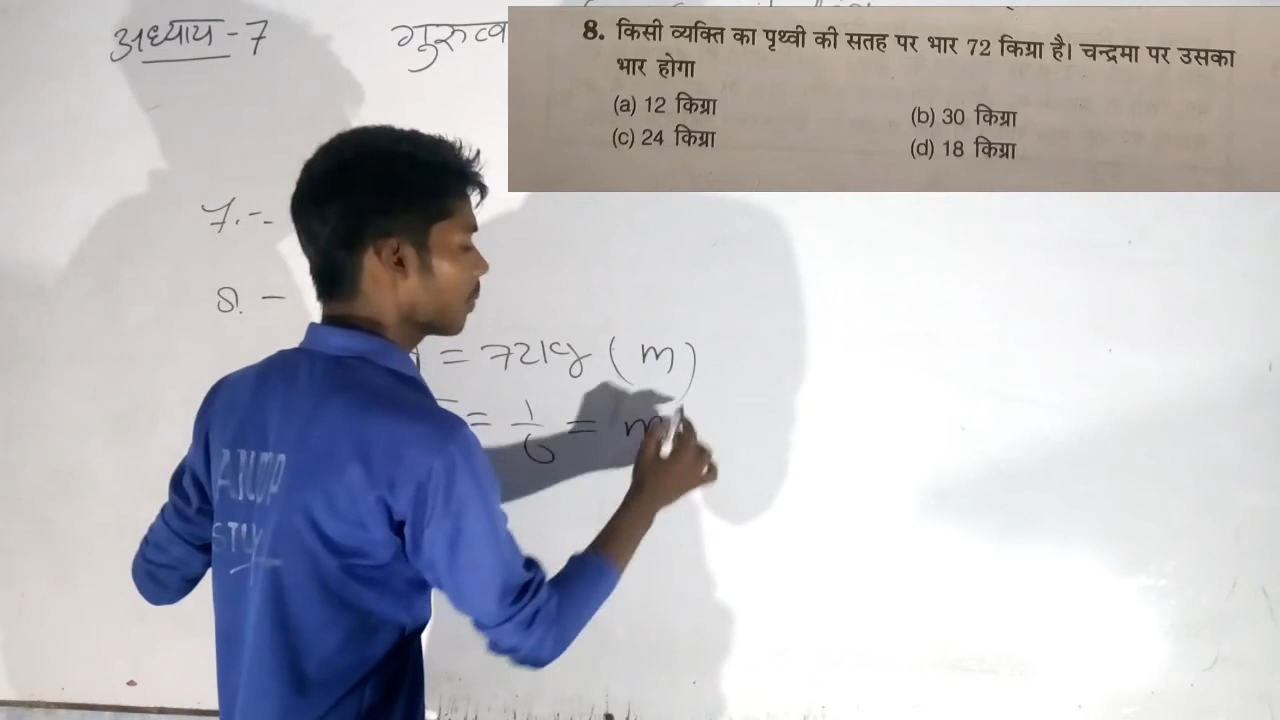 अध्याय - 7
गुरुत्व
8. किसी व्यक्ति का पृथ्वी की सतह पर भार 72 किग्रा है। चन्द्रमा पर उसका
भार होगा
(a) 12 किग्रा
(b) 30 किग्रा
(c) 24 किग्रा
(d) 18 किग्रा
7. -
8. -
= 72kg (m)
= 1/6 = m